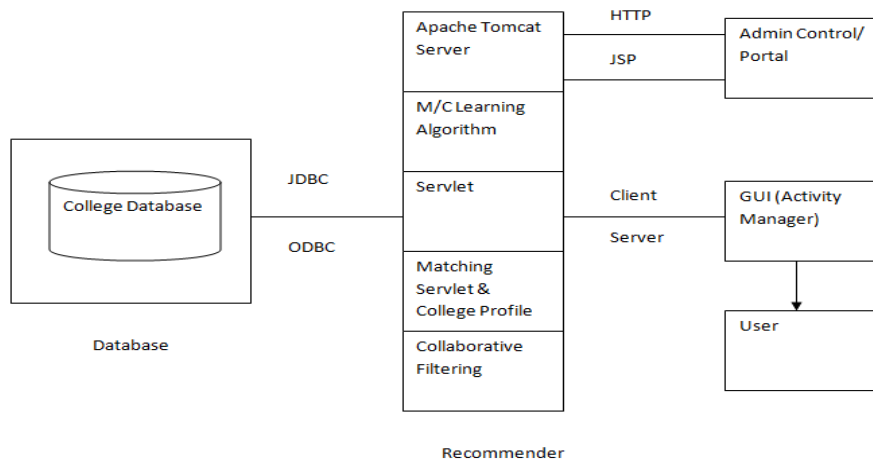 College Database
Database
JDBC
ODBC
Apache Tomcat
Server
M/C Learning
Algorithm
Servlet
Matching
Servlet &
College Profile
Collaborative
Filtering
Recommender
HTTP
JSP
Client
Server
Admin Control/
Portal
GUI (Activity
Manager)
User